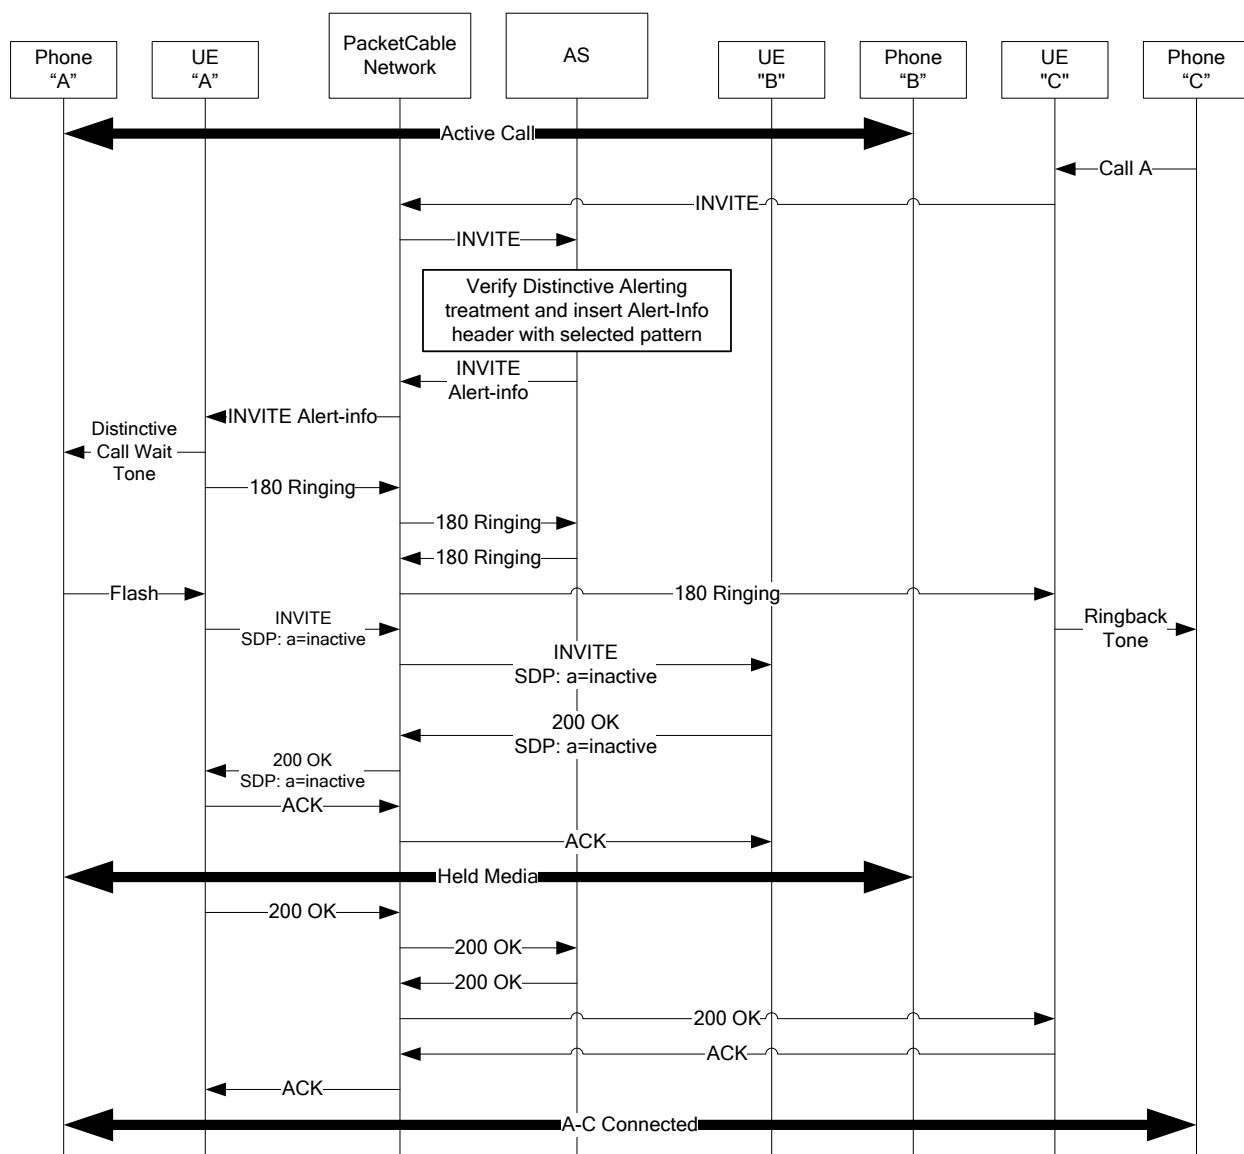 Phone
“A”
UE
“A”
PacketCable
Network
AS
UE
"B"
Phone
“B”
UE
"C"
Phone
“C”
Active Call
Call A
INVITE
INVITE
Verify Distinctive Alerting
treatment and insert Alert-Info
header with selected pattern
INVITE
Alert-info
INVITE Alert-info
Distinctive
Call Wait
Tone
180 Ringing
180 Ringing
180 Ringing
Flash
180 Ringing
INVITE
SDP: a=inactive
Ringback
Tone
INVITE
SDP: a=inactive
200 OK
SDP: a=inactive
200 OK
SDP: a=inactive
ACK
ACK
Held Media
200 OK
200 OK
200 OK
200 OK
ACK
ACK
A-C Connected